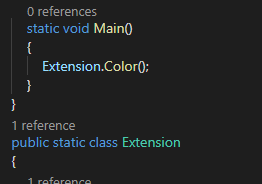 0 references
static void Main()
{
Extension.Color();
}
}
1 reference
public static class Extension
{
1 reference